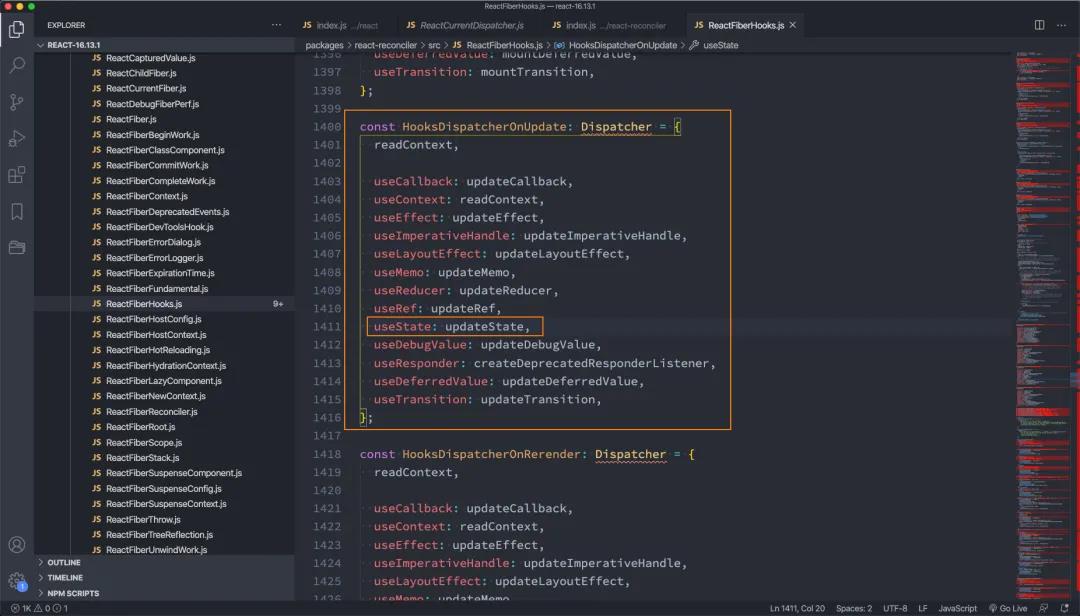 ReactFiberHooks.js — react-16.13.1
EXPLORER
REACT-16.13.1
JS ReactCapturedValue.js
JS ReactChildFiber.js
JS ReactCurrentFiber.js
JS ReactDebugFiberPerf.js
JS ReactFiber.js
JS ReactFiberBeginWork.js
JS ReactFiberClassComponent.js
JS ReactFiberCommitWork.js
JS ReactFiberCompleteWork.js
JS ReactFiberContext.js
JS ReactFiberDeprecatedEvents.js
JS ReactFiberDevToolsHook.js
JS ReactFiberErrorDialog.js
JS ReactFiberErrorLogger.js
JS ReactFiberExpirationTime.js
JS ReactFiberFundamental.js
JS ReactFiberHooks.js 9+
JS ReactFiberHostConfig.js
JS ReactFiberHostContext.js
JS ReactFiberHotReloading.js
JS ReactFiberHydrationContext.js
JS ReactFiberLazyComponent.js
JS ReactFiberNewContext.js
JS ReactFiberReconciler.js
JS ReactFiberRoot.js
JS ReactFiberScope.js
JS ReactFiberStack.js
JS ReactFiberSuspenseComponent.js
JS ReactFiberSuspenseConfig.js
JS ReactFiberSuspenseContext.js
JS ReactFiberThrow.js
JS ReactFiberTreeReflection.js
JS ReactFiberUnwindWork.js
OUTLINE
TIMELINE
NPM SCRIPTS
JS index.js .../react JS ReactCurrentDispatcher.js JS index.js .../react-reconciler JS ReactFiberHooks.js
packages > react-reconciler > src > JS ReactFiberHooks.js > HooksDispatcherOnUpdate > useState
1396 useDeferredValue: mountDeferredValue,
1397 useTransition: mountTransition,
1398 };
1399
1400 const HooksDispatcherOnUpdate: Dispatcher = {
1401 readContext,
1402
1403 useCallback: updateCallback,
1404 useContext: readContext,
1405 useEffect: updateEffect,
1406 useImperativeHandle: updateImperativeHandle,
1407 useLayoutEffect: updateLayoutEffect,
1408 useMemo: updateMemo,
1409 useReducer: updateReducer,
1410 useRef: updateRef,
1411 useState: updateState,
1412 useDebugValue: updateDebugValue,
1413 useResponder: createDeprecatedResponderListener,
1414 useDeferredValue: updateDeferredValue,
1415 useTransition: updateTransition,
1416 };
1417
1418 const HooksDispatcherOnRerender: Dispatcher = {
1419 readContext,
1420
1421 useCallback: updateCallback,
1422 useContext: readContext,
1423 useEffect: updateEffect,
1424 useImperativeHandle: updateImperativeHandle,
1425 useLayoutEffect: updateLayoutEffect,
1426 useMemo: updateMemo,
1
1K 0 1 Ln 1411, Col 20 Spaces: 2 UTF-8 LF JavaScript Go Live